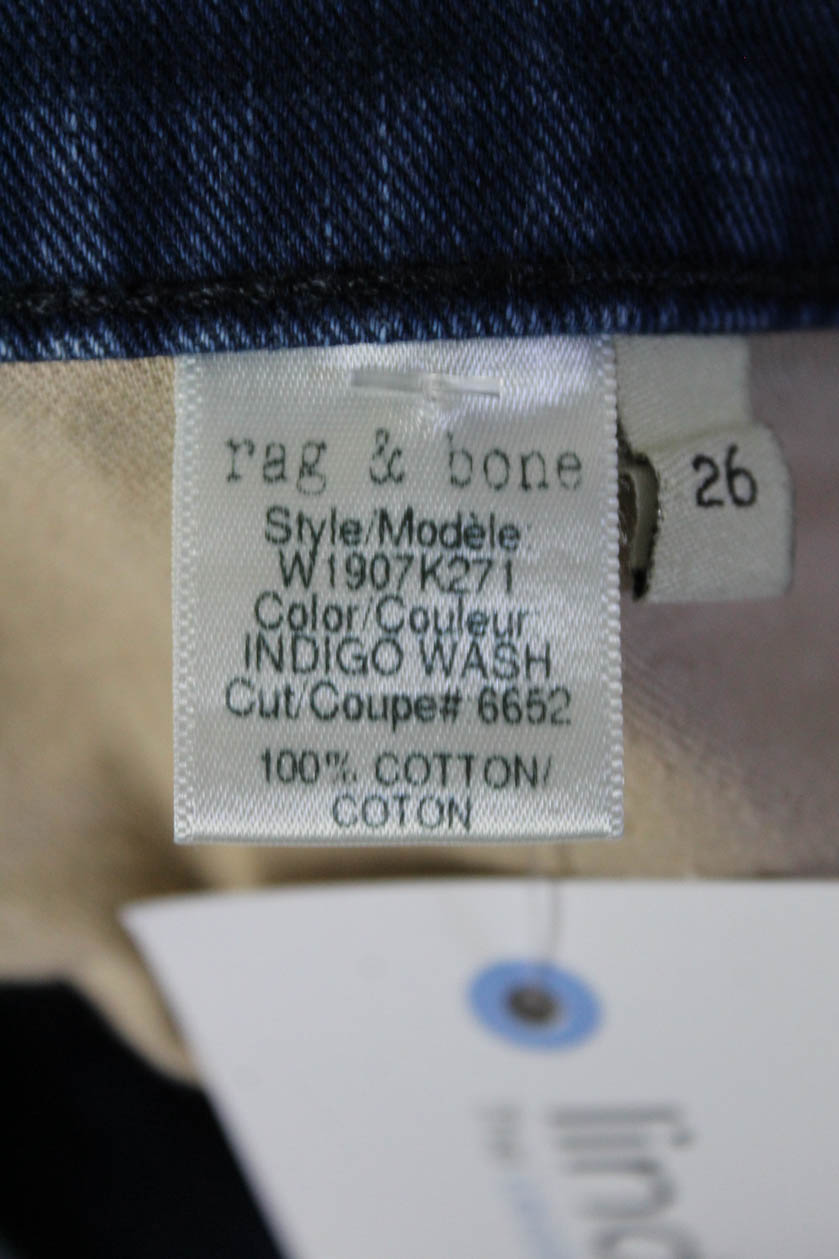 rag & bone
26
Style/Modèle:
W1907K271
Color/Couleur:
INDIGO WASH
Cut/Coupe# 6652
100% COTTON/
COTON